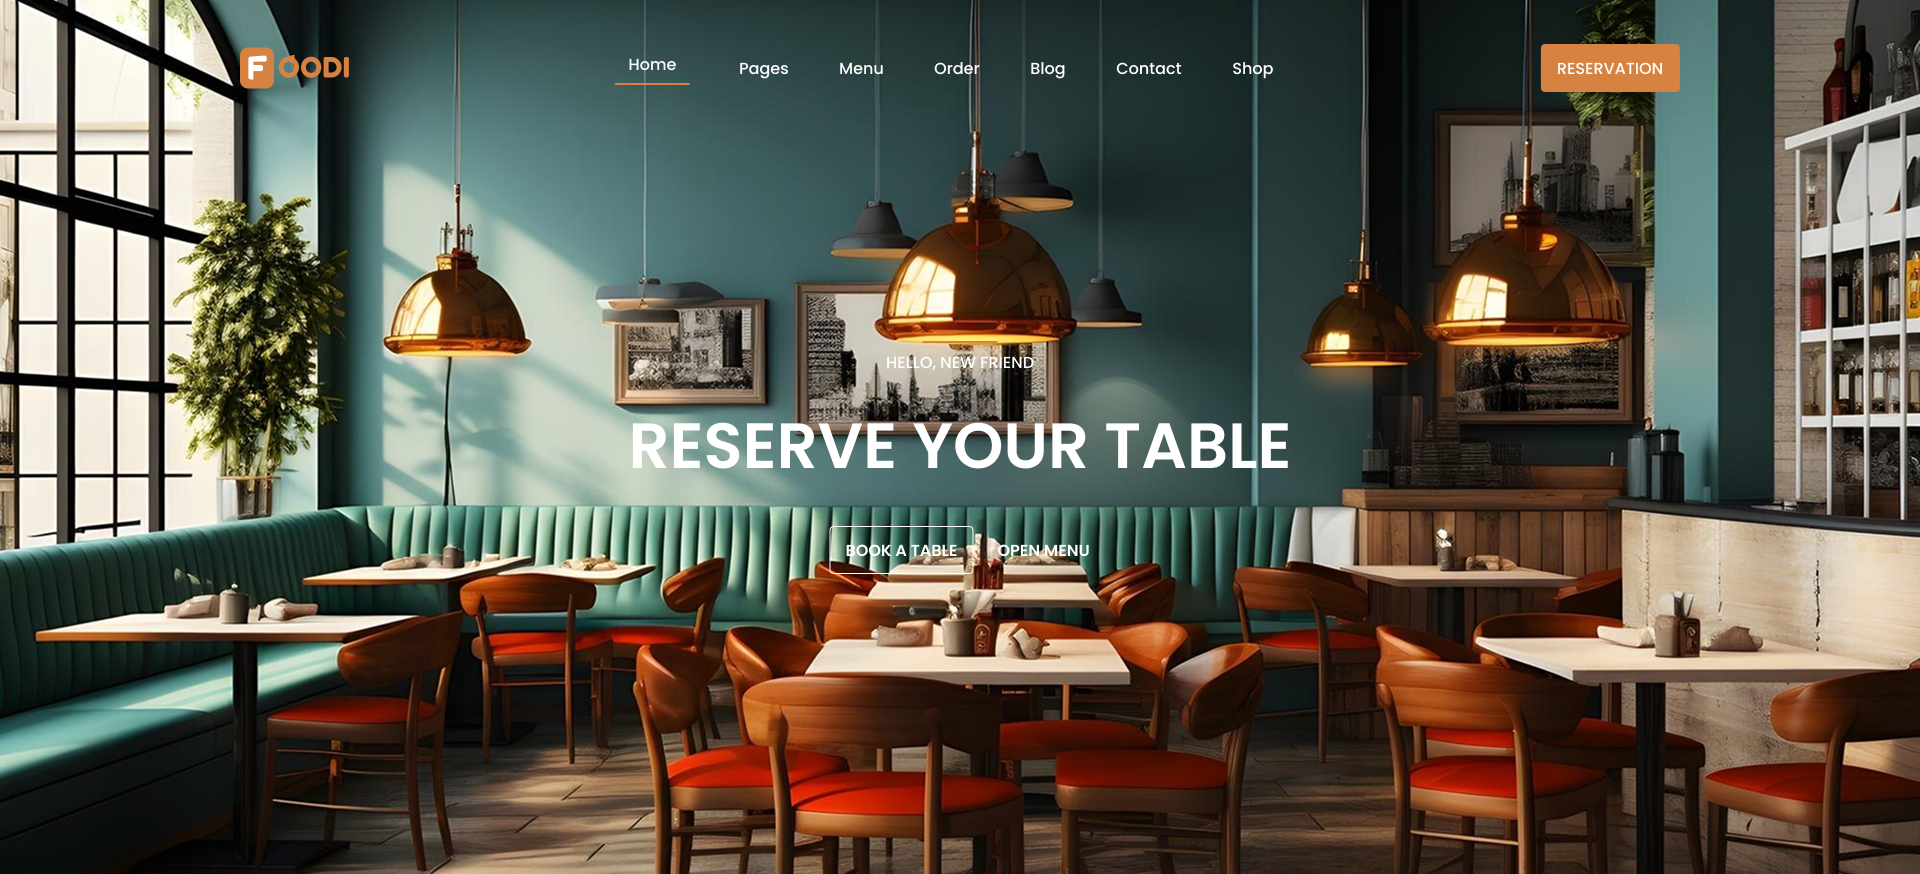 FOODI
Home
Pages
Menu
Order
Blog
Contact
Shop
RESERVATION
HELLO, NEW FRIEND
RESERVE YOUR TABLE
BOOK A TABLE
OPEN MENU